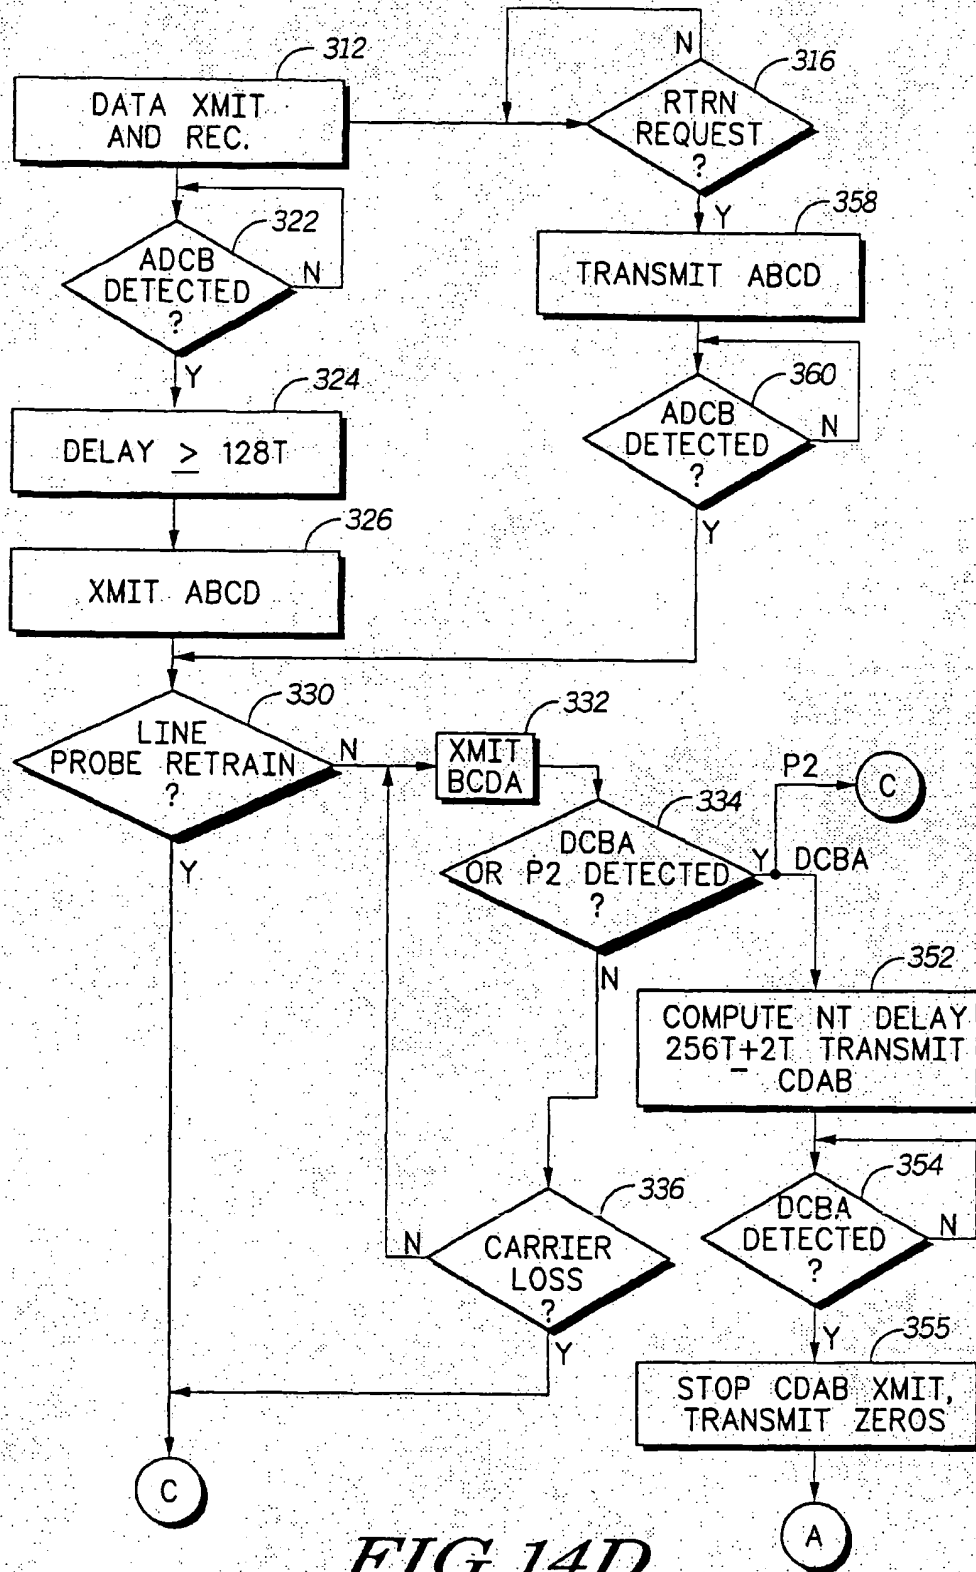 312
DATA XMIT
AND REC.
N
316
RTRN
REQUEST
?
Y
322
ADCB
DETECTED
?
N
Y
358
TRANSMIT ABCD
324
DELAY ≥ 128T
360
ADCB
DETECTED
?
N
Y
326
XMIT ABCD
330
LINE
PROBE RETRAIN
?
N
Y
332
XMIT
BCDA
334
DCBA
OR P2 DETECTED
?
Y
P2
C
DCBA
N
352
COMPUTE NT DELAY
256T±2T TRANSMIT
CDAB
336
CARRIER
LOSS
?
N
Y
354
DCBA
DETECTED
?
N
Y
355
STOP CDAB XMIT,
TRANSMIT ZEROS
C
A
FIG.14D